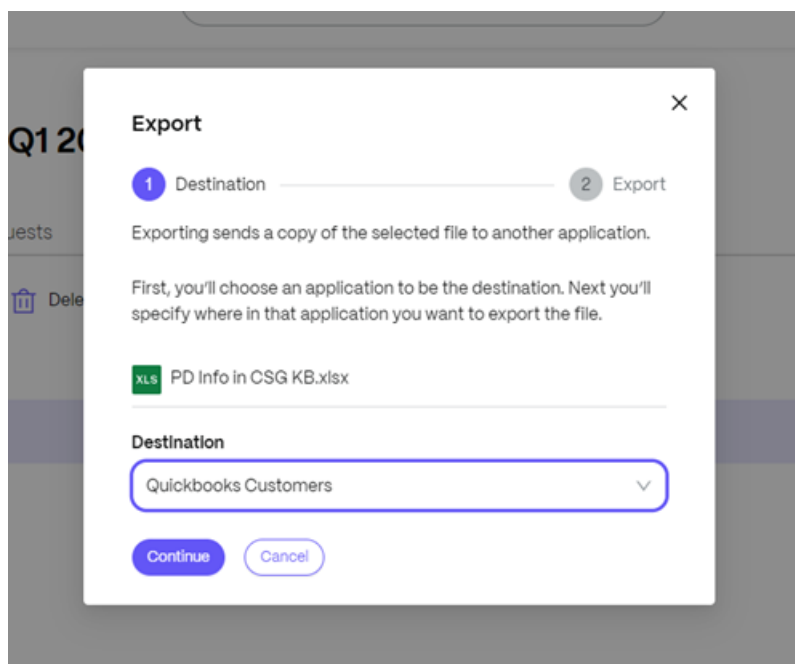 Export
Q1 20
1 Destination
2 Export
uests
Exporting sends a copy of the selected file to another application.
Dele
First, you'll choose an application to be the destination. Next you'll
specify where in that application you want to export the file.
XLS PD Info in CSG KB.xlsx
Destination
Quickbooks Customers
Continue Cancel